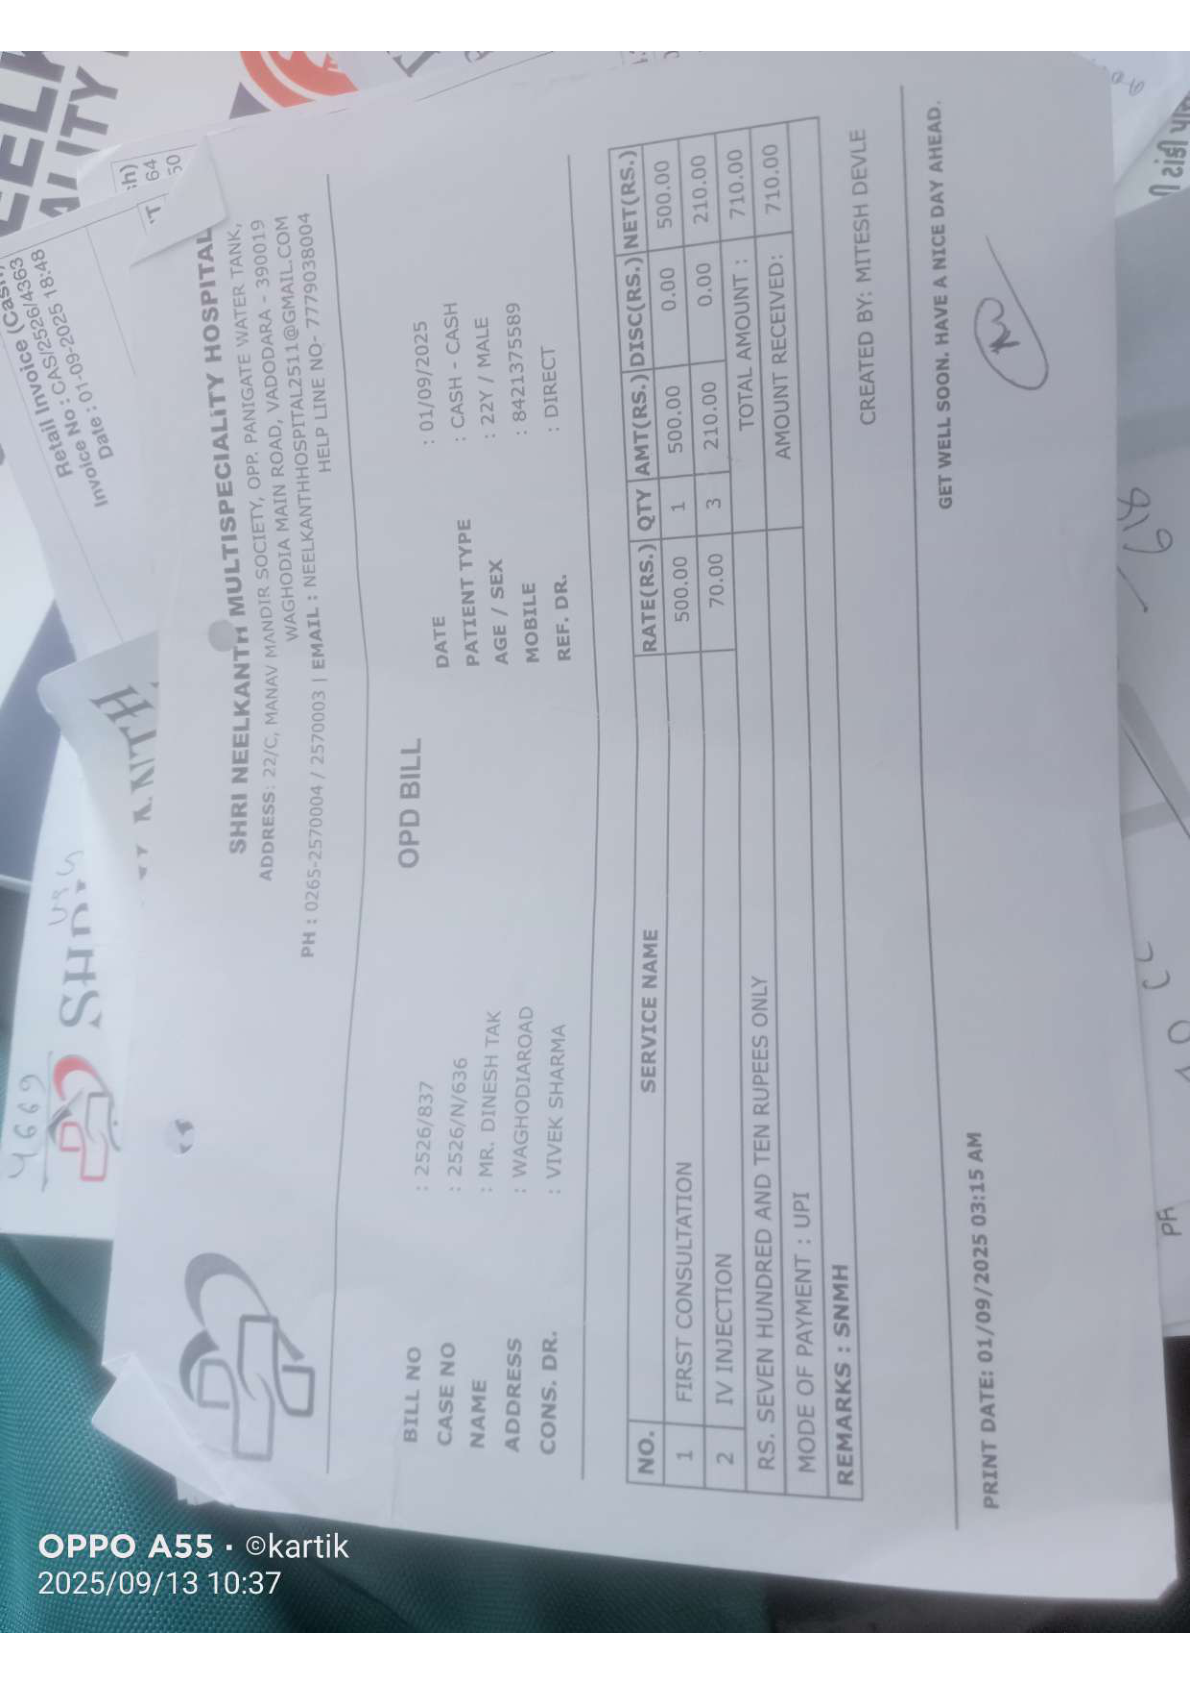 SHRI NEELKANTH MULTISPECIALITY HOSPITAL
ADDRESS: 22/C, MANAV MANDIR SOCIETY, OPP. PANIGATE WATER TANK,
WAGHODIA MAIN ROAD, VADODARA - 390019
PH : 0265-2570004 / 2570003 | EMAIL : NEELKANTHHOSPITAL2511@GMAIL.COM
HELP LINE NO- 7779038004
OPD BILL
BILL NO : 2526/837 DATE : 01/09/2025
CASE NO : 2526/N/636 PATIENT TYPE : CASH - CASH
NAME : MR. DINESH TAK AGE / SEX : 22Y / MALE
ADDRESS : WAGHODIAROAD MOBILE : 8421375589
CONS. DR. : VIVEK SHARMA REF. DR. : DIRECT
NO. SERVICE NAME RATE(RS.) QTY AMT(RS.) DISC(RS.) NET(RS.)
1 FIRST CONSULTATION 500.00 1 500.00 0.00 500.00
2 IV INJECTION 70.00 3 210.00 0.00 210.00
RS. SEVEN HUNDRED AND TEN RUPEES ONLY TOTAL AMOUNT : 710.00
MODE OF PAYMENT : UPI AMOUNT RECEIVED: 710.00
REMARKS : SNMH
CREATED BY: MITESH DEVLE
GET WELL SOON. HAVE A NICE DAY AHEAD.
PRINT DATE: 01/09/2025 03:15 AM
Retail Invoice (Cash)
Invoice No : CAS/2526/4363
Date : 01-09-2025 18:48
64
50
4669
OPPO A55 · ©kartik
2025/09/13 10:37